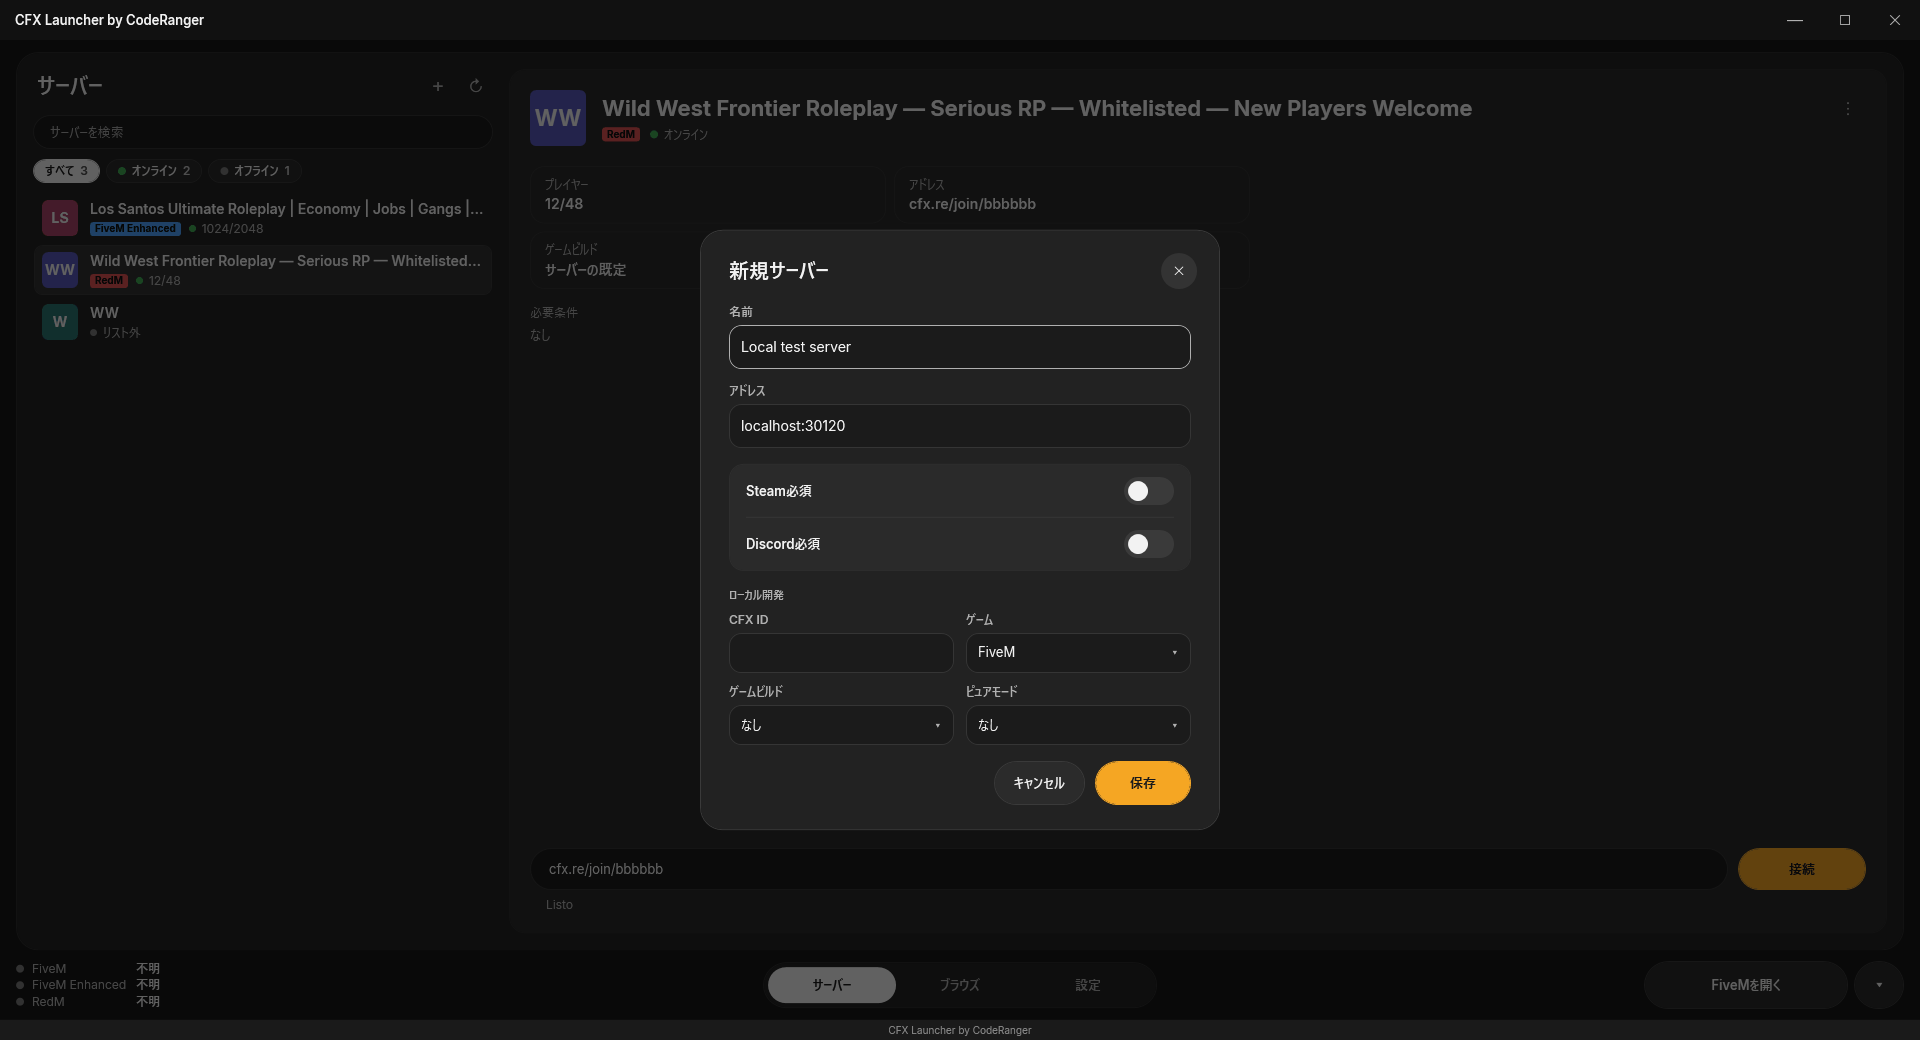 CFX Launcher by CodeRanger
サーバー
サーバーを検索
すべて 3
オンライン 2
オフライン 1
LS
Los Santos Ultimate Roleplay | Economy | Jobs | Gangs |...
FiveM Enhanced
1024/2048
WW
Wild West Frontier Roleplay — Serious RP — Whitelisted...
RedM
12/48
W
WW
リスト外
WW
Wild West Frontier Roleplay — Serious RP — Whitelisted — New Players Welcome
RedM
オンライン
プレイヤー
12/48
アドレス
cfx.re/join/bbbbbb
ゲームビルド
サーバーの既定
必要条件
なし
新規サーバー
名前
Local test server
アドレス
localhost:30120
Steam必須
Discord必須
ローカル開発
CFX ID
ゲーム
FiveM
ゲームビルド
ピュアモード
なし
なし
キャンセル
保存
cfx.re/join/bbbbbb
接続
Listo
FiveM 不明
FiveM Enhanced 不明
RedM 不明
サーバー
ブラウズ
設定
FiveMを開く
CFX Launcher by CodeRanger